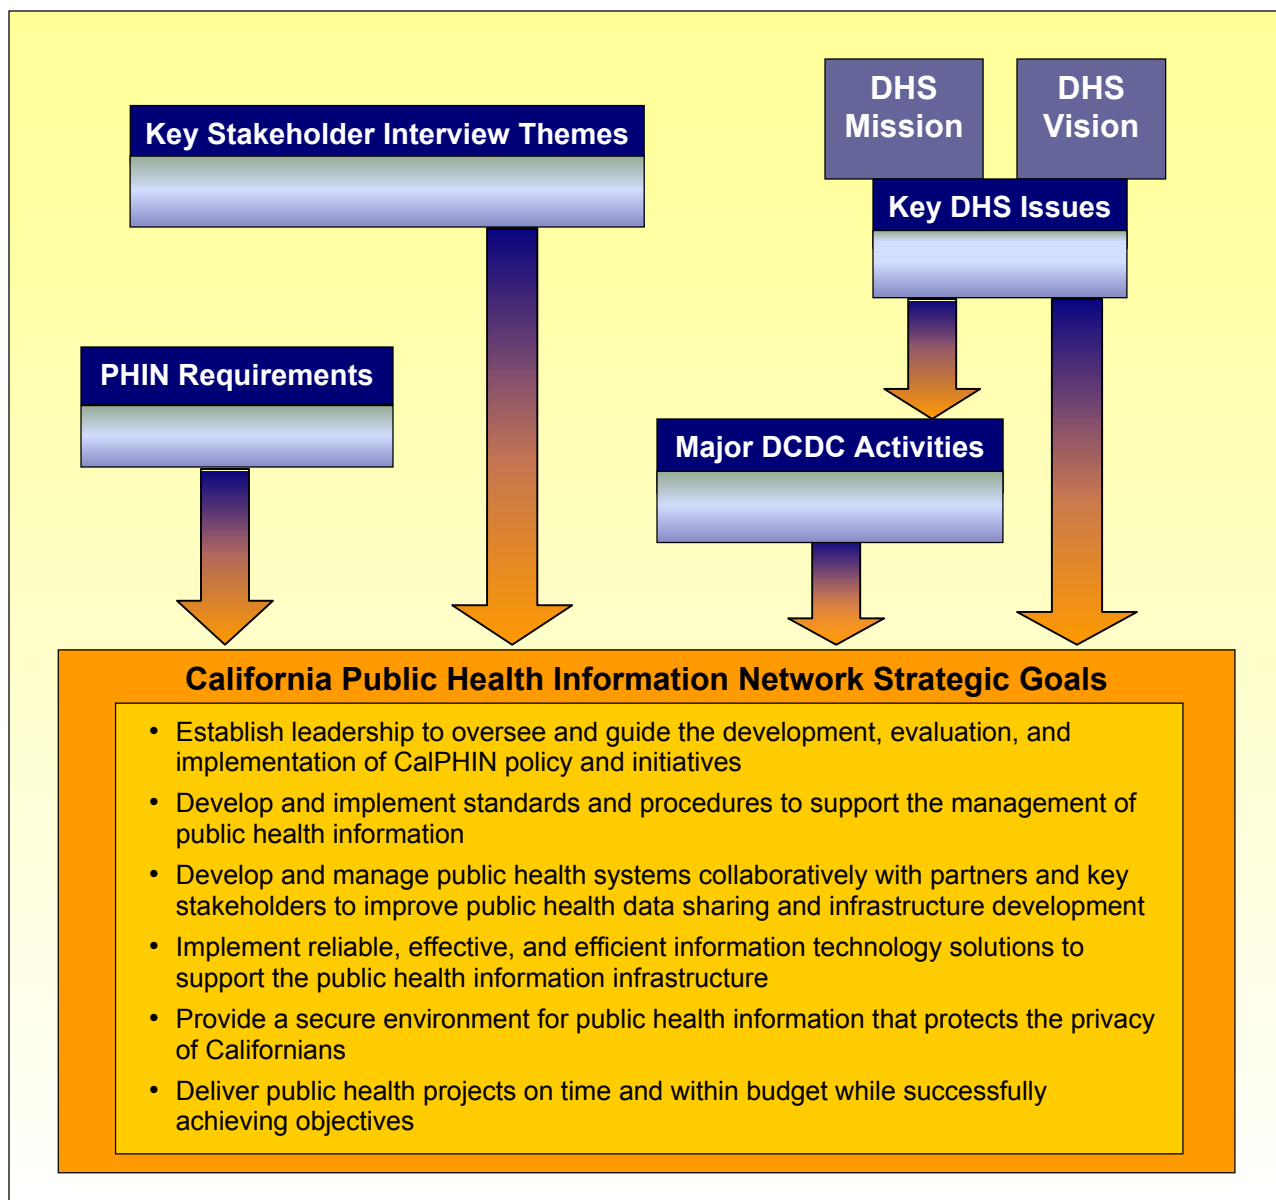 DHS
Mission
DHS
Vision
Key Stakeholder Interview Themes
Key DHS Issues
PHIN Requirements
Major DCDC Activities
California Public Health Information Network Strategic Goals
• Establish leadership to oversee and guide the development, evaluation, and
implementation of CalPHIN policy and initiatives
• Develop and implement standards and procedures to support the management of
public health information
• Develop and manage public health systems collaboratively with partners and key
stakeholders to improve public health data sharing and infrastructure development
• Implement reliable, effective, and efficient information technology solutions to
support the public health information infrastructure
• Provide a secure environment for public health information that protects the privacy
of Californians
• Deliver public health projects on time and within budget while successfully
achieving objectives